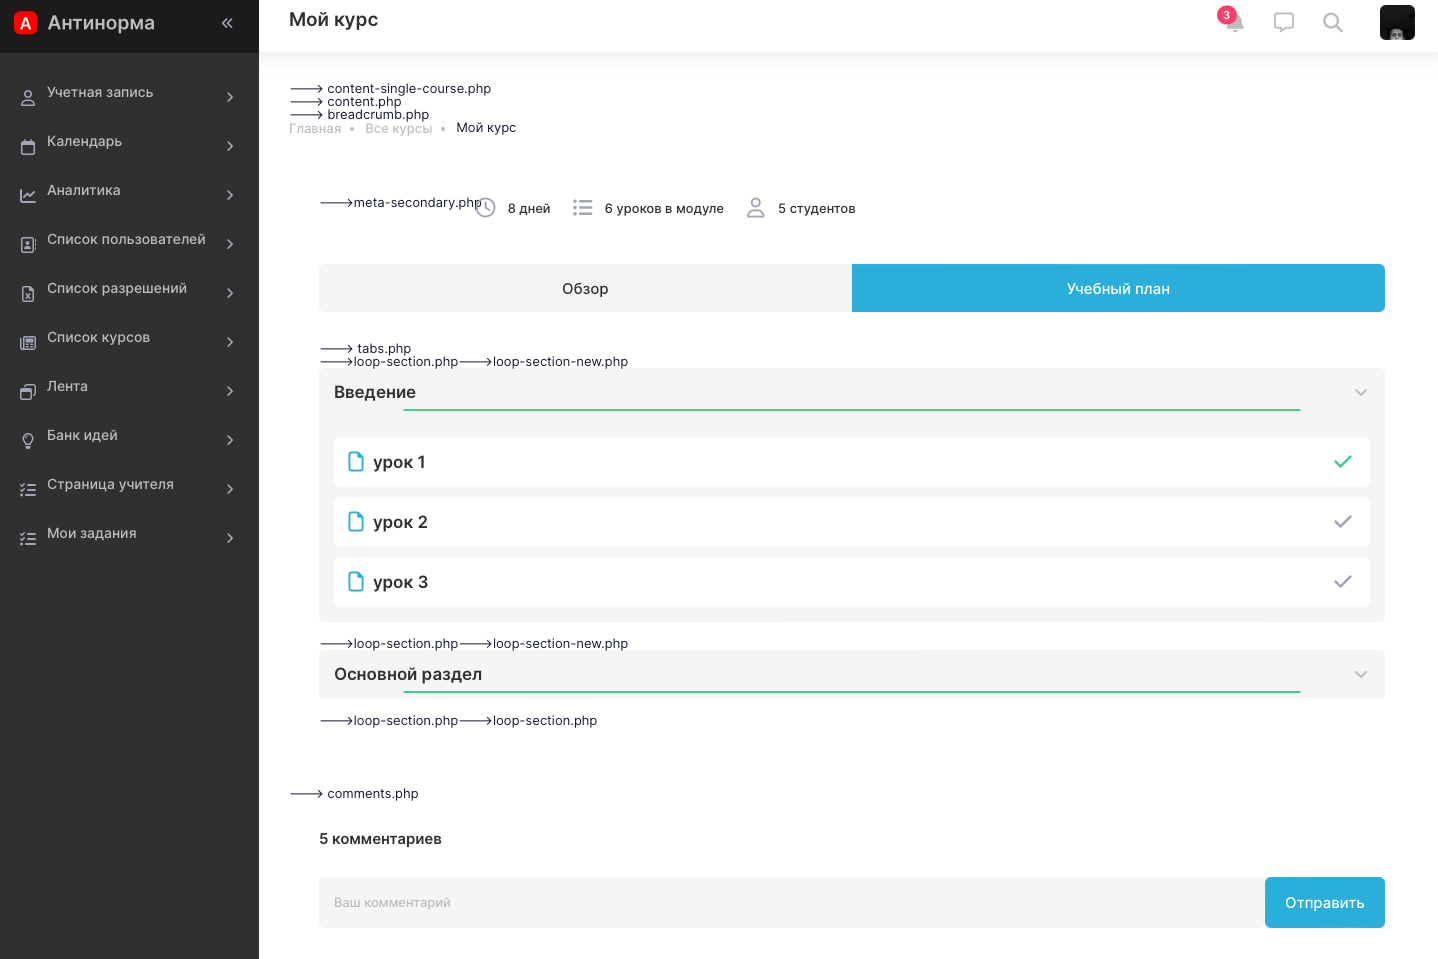 Антинорма
Мой курс
3
Учетная запись
Календарь
Аналитика
Список пользователей
Список разрешений
Список курсов
Лента
Банк идей
Страница учителя
Мои задания
---> content-single-course.php
---> content.php
---> breadcrumb.php
Главная • Все курсы • Мой курс
--->meta-secondary.php 8 дней 6 уроков в модуле 5 студентов
Обзор Учебный план
---> tabs.php
--->loop-section.php--->loop-section-new.php
Введение
урок 1
урок 2
урок 3
--->loop-section.php--->loop-section-new.php
Основной раздел
--->loop-section.php--->loop-section.php
---> comments.php
5 комментариев
Ваш комментарий Отправить